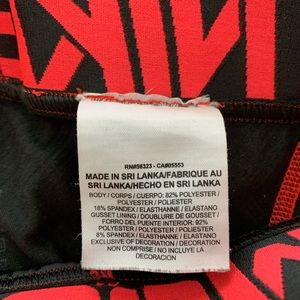 NIK
RN#56323 - CA#05553
MADE IN SRI LANKA/FABRIQUE AU
SRI LANKA/HECHO EN SRI LANKA
BODY / CORPS / CUERPO: 82% POLYESTER
/ POLYESTER / POLIESTER
18% SPANDEX / ELASTHANNE / ELASTANO
GUSSET LINING / DOUBLURE DE GOUSSET /
FORRO DEL PUENTE INTERIOR: 92%
POLYESTER / POLYESTER / POLIESTER
8% SPANDEX / ELASTHANNE / ELASTANO
EXCLUSIVE OF DECORATION / DECORATION
NON COMPRISE / NO INCLUYE LA
DECORACION